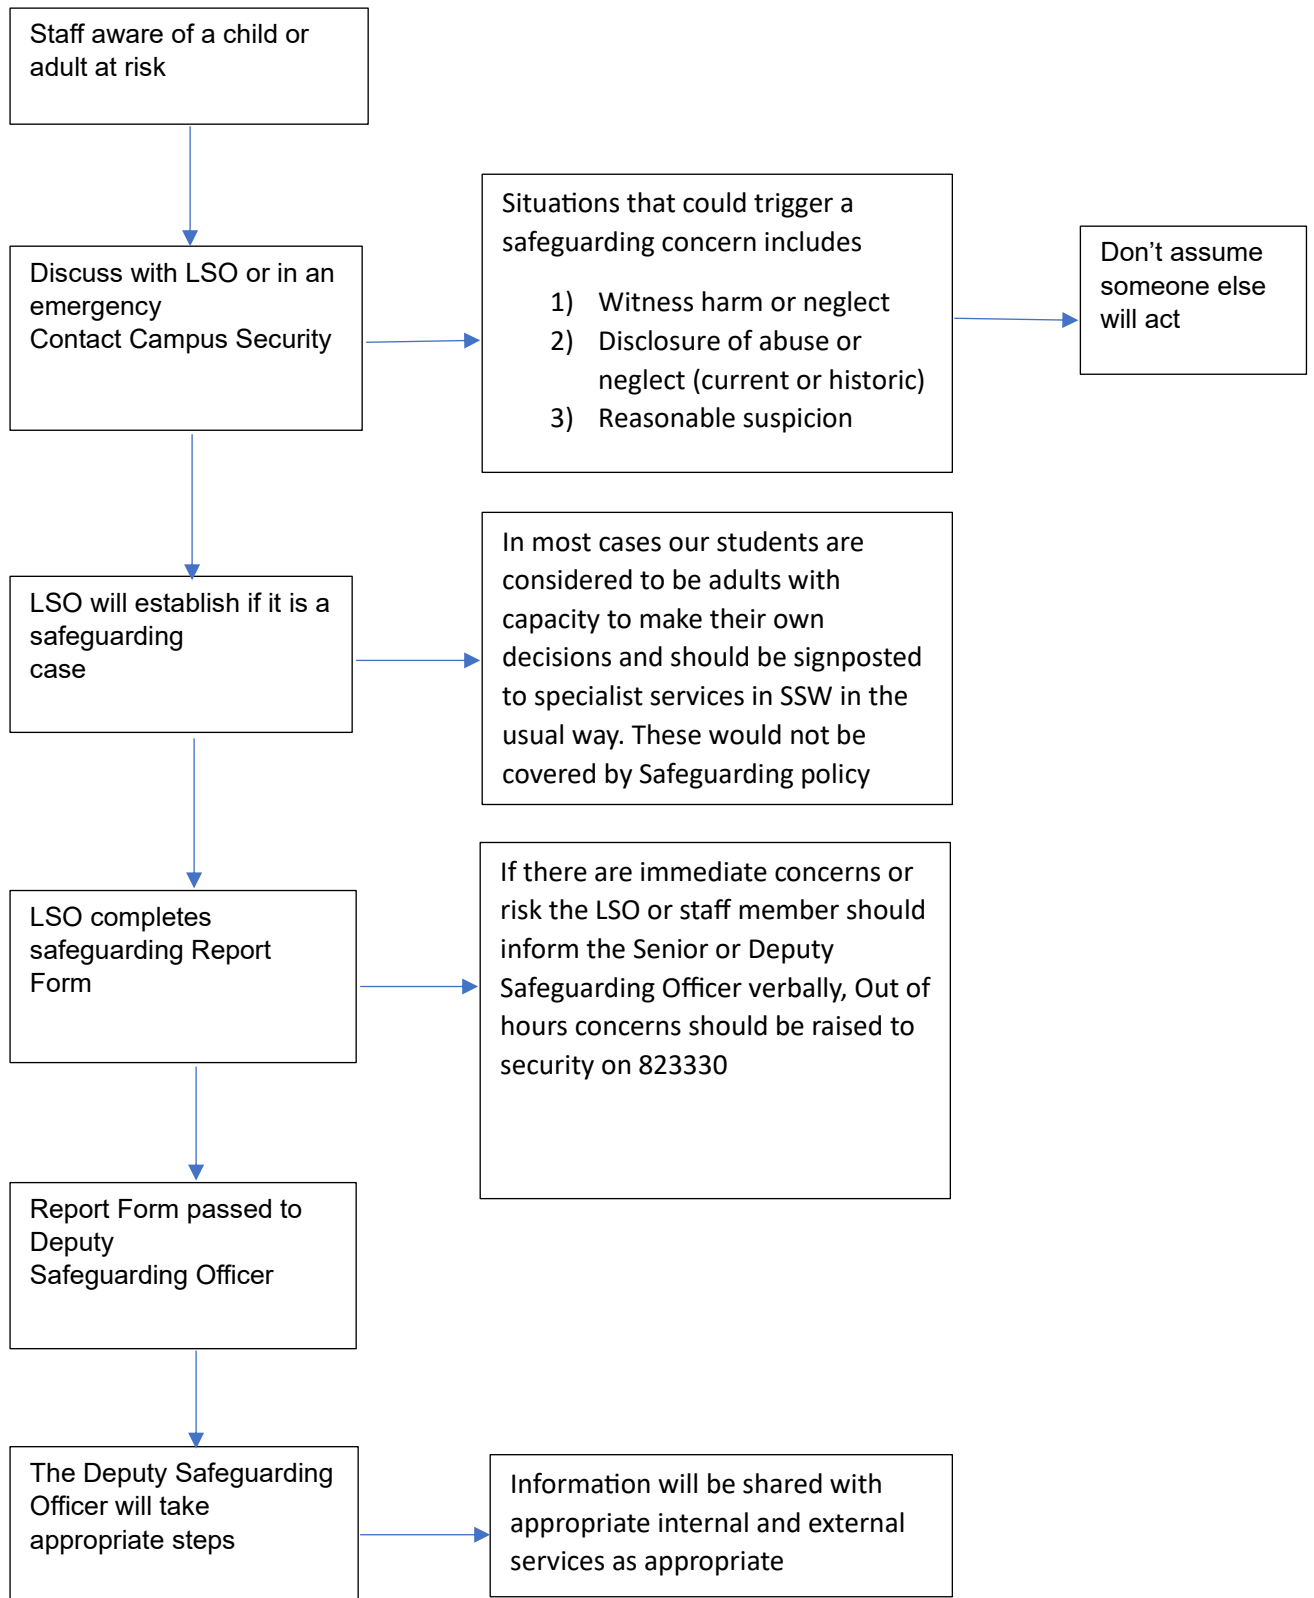 Staff aware of a child or
adult at risk
Discuss with LSO or in an
emergency
Contact Campus Security
Situations that could trigger a
safeguarding concern includes
1) Witness harm or neglect
2) Disclosure of abuse or
neglect (current or historic)
3) Reasonable suspicion
Don’t assume
someone else
will act
LSO will establish if it is a
safeguarding
case
In most cases our students are
considered to be adults with
capacity to make their own
decisions and should be signposted
to specialist services in SSW in the
usual way. These would not be
covered by Safeguarding policy
LSO completes
safeguarding Report
Form
If there are immediate concerns or
risk the LSO or staff member should
inform the Senior or Deputy
Safeguarding Officer verbally, Out of
hours concerns should be raised to
security on 823330
Report Form passed to
Deputy
Safeguarding Officer
The Deputy Safeguarding
Officer will take
appropriate steps
Information will be shared with
appropriate internal and external
services as appropriate